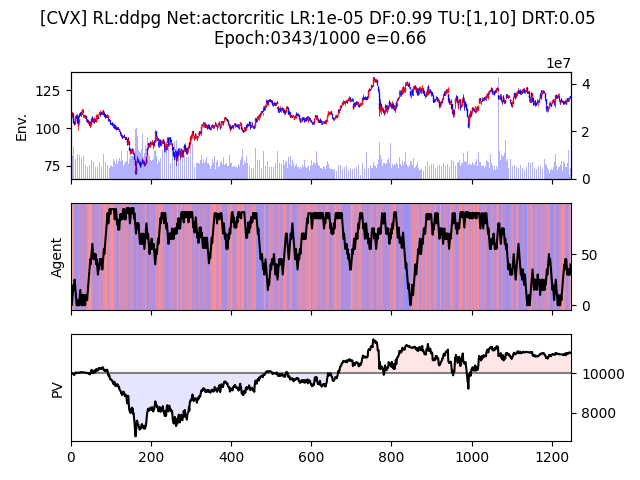 [CVX] RL:ddpg Net:actorcritic LR:1e-05 DF:0.99 TU:[1,10] DRT:0.05
Epoch:0343/1000 e=0.66
1e7
125
100
75
Env.
4
2
0
Agent
50
0
PV
10000
8000
0 200 400 600 800 1000 1200